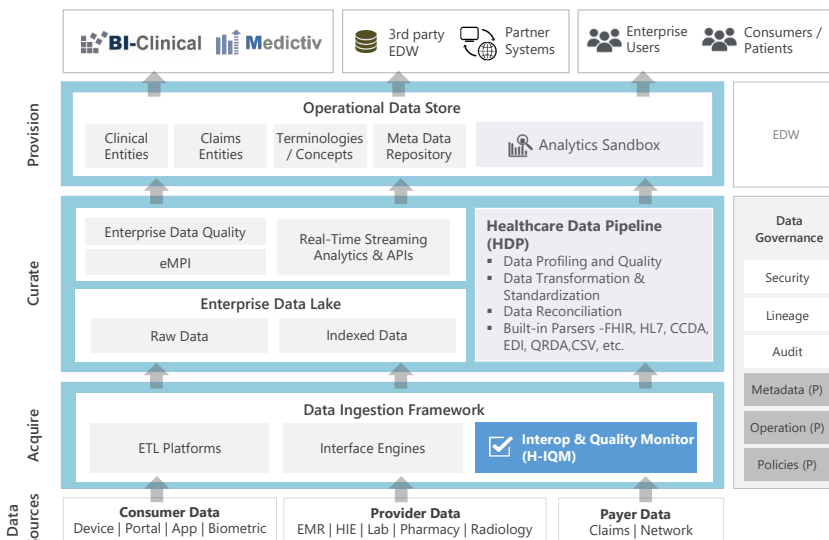 BI-Clinical
Medictiv
3rd party
EDW
Partner
Systems
Enterprise
Users
Consumers /
Patients
Provision
Operational Data Store
Clinical
Entities
Claims
Entities
Terminologies
/ Concepts
Meta Data
Repository
Analytics Sandbox
EDW
Curate
Enterprise Data Quality
eMPI
Real-Time Streaming
Analytics & APIs
Enterprise Data Lake
Raw Data
Indexed Data
Healthcare Data Pipeline
(HDP)
▪ Data Profiling and Quality
▪ Data Transformation &
Standardization
▪ Data Reconciliation
▪ Built-in Parsers -FHIR, HL7, CCDA,
EDI, QRDA,CSV, etc.
Data
Governance
Security
Lineage
Audit
Metadata (P)
Operation (P)
Policies (P)
Acquire
Data Ingestion Framework
ETL Platforms
Interface Engines
Interop & Quality Monitor
(H-IQM)
Data
Consumer Data
Device | Portal | App | Biometric
Provider Data
EMR | HIE | Lab | Pharmacy | Radiology
Payer Data
Claims | Network